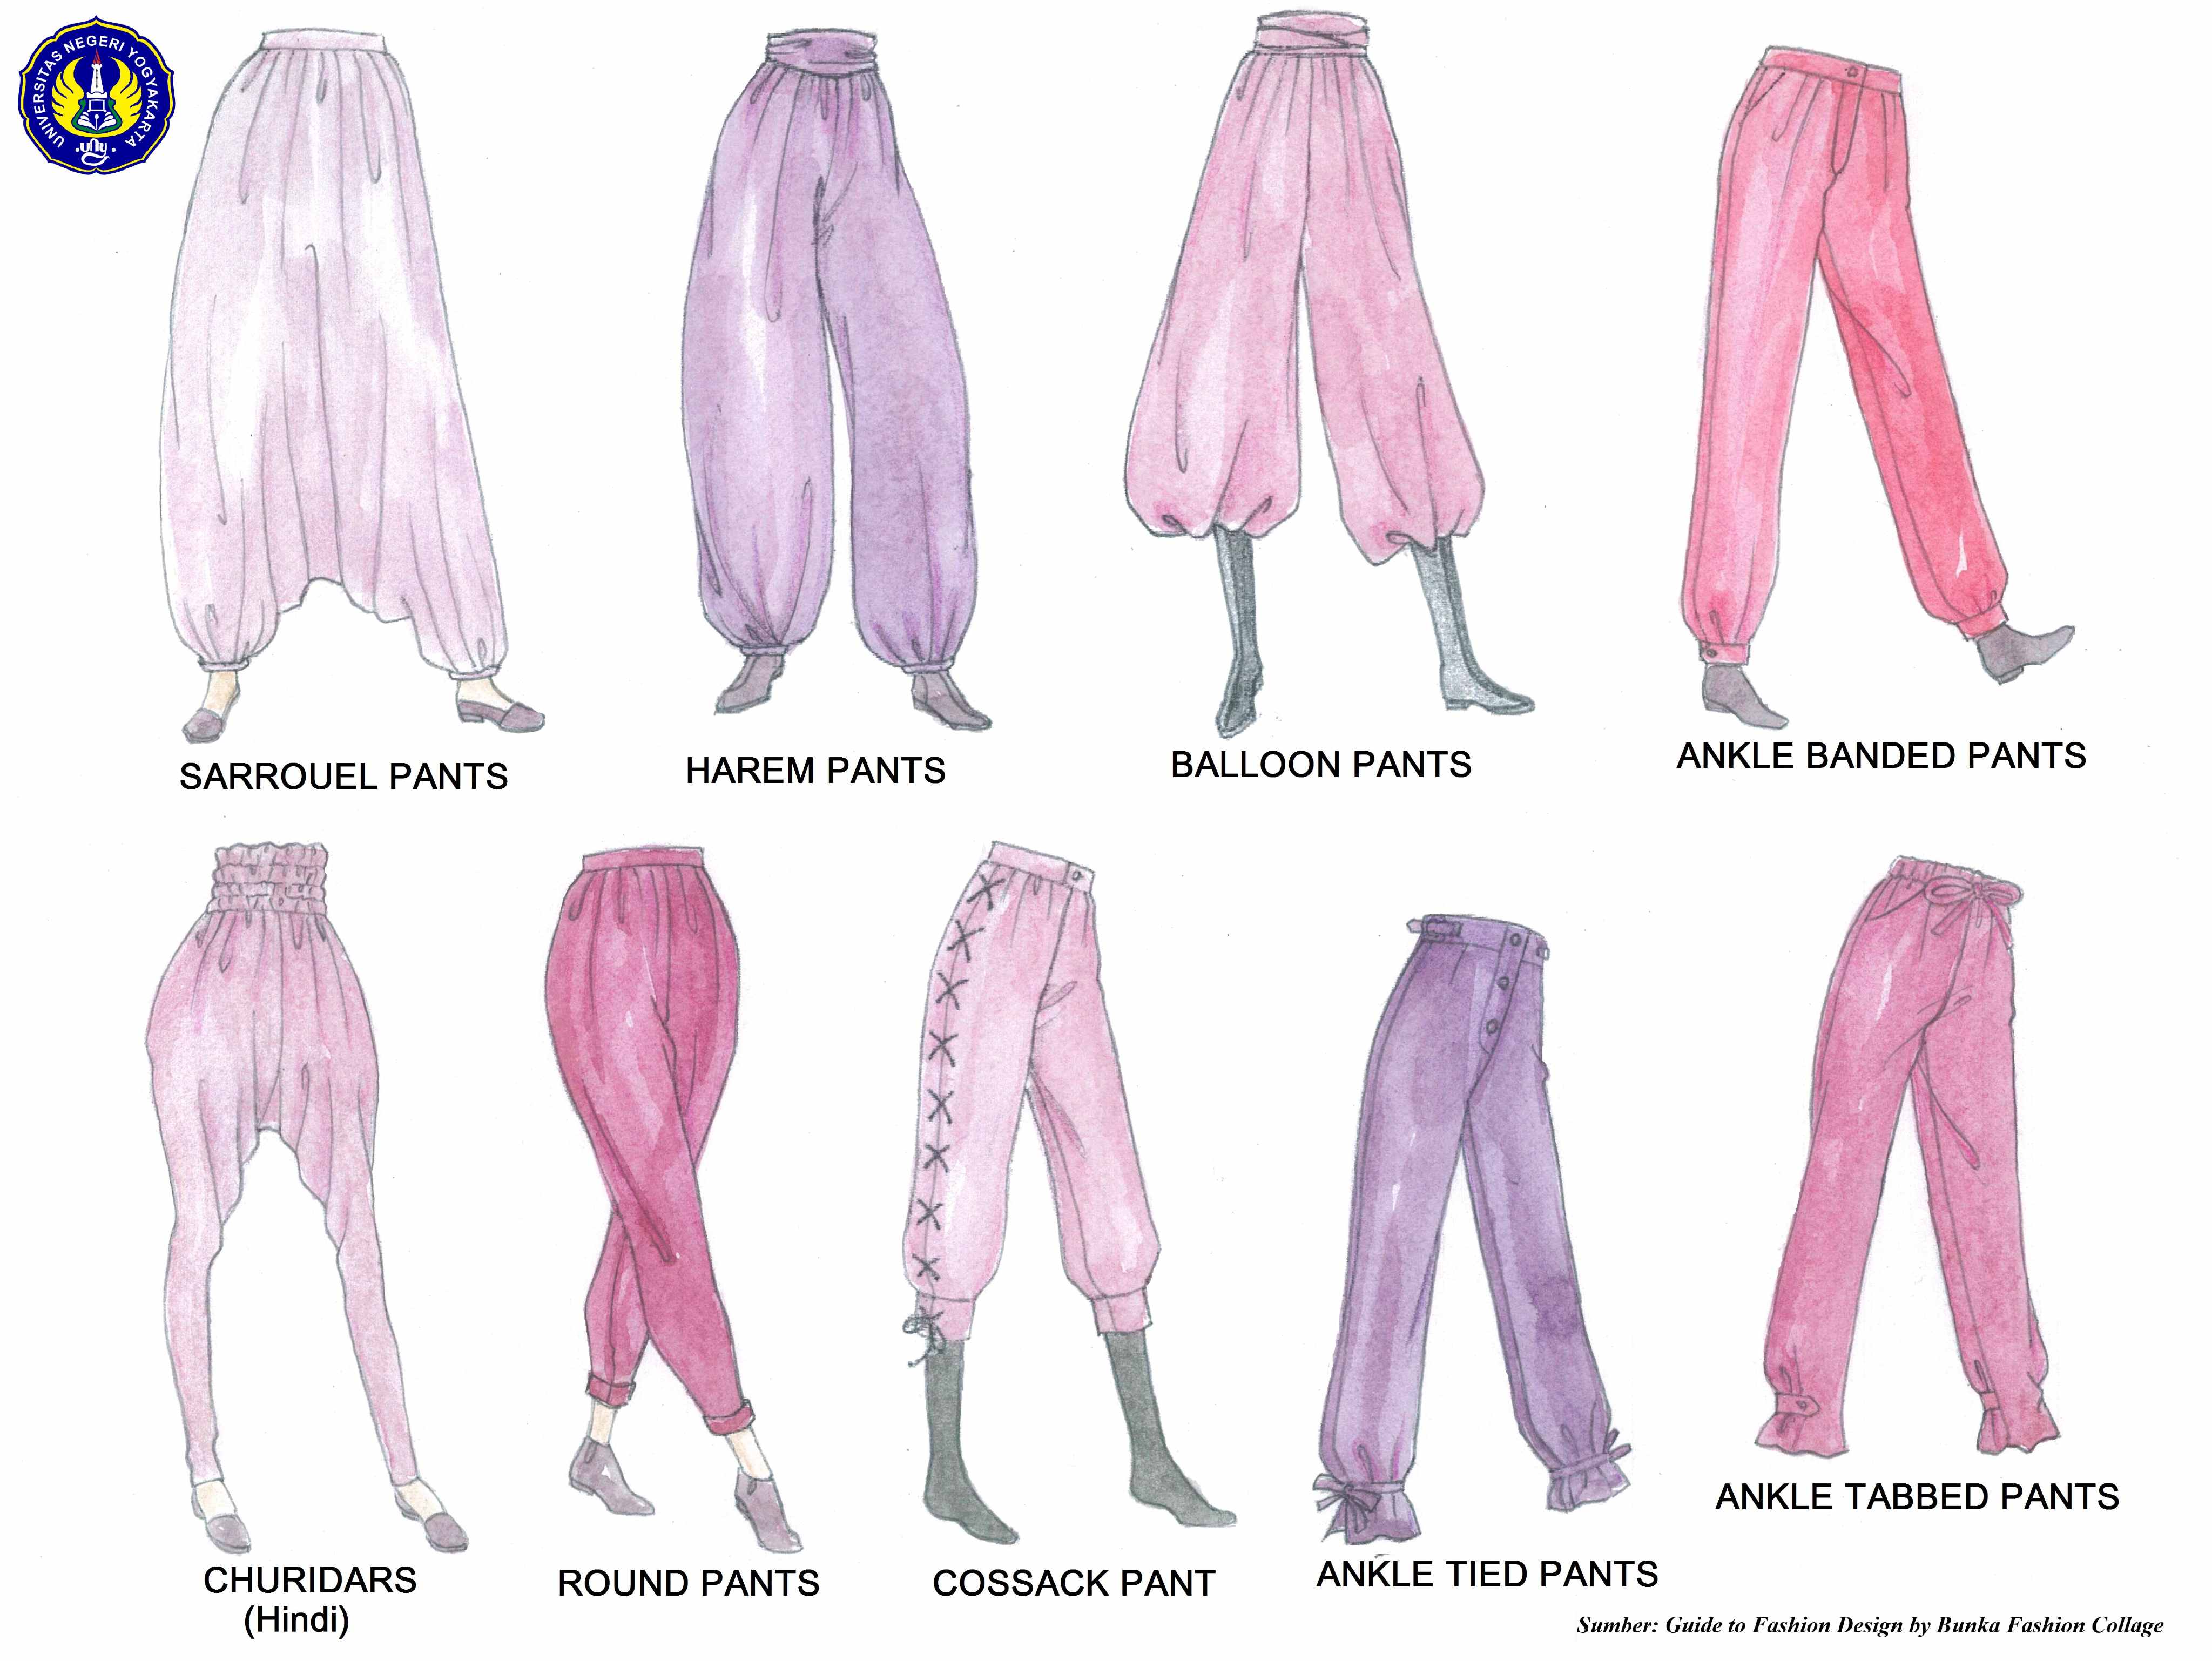 UNIVERSITAS NEGERI YOGYAKARTA
UNY
SARROUEL PANTS
HAREM PANTS
BALLOON PANTS
ANKLE BANDED PANTS
CHURIDARS
(Hindi)
ROUND PANTS
COSSACK PANT
ANKLE TIED PANTS
ANKLE TABBED PANTS
Sumber: Guide to Fashion Design by Bunka Fashion Collage